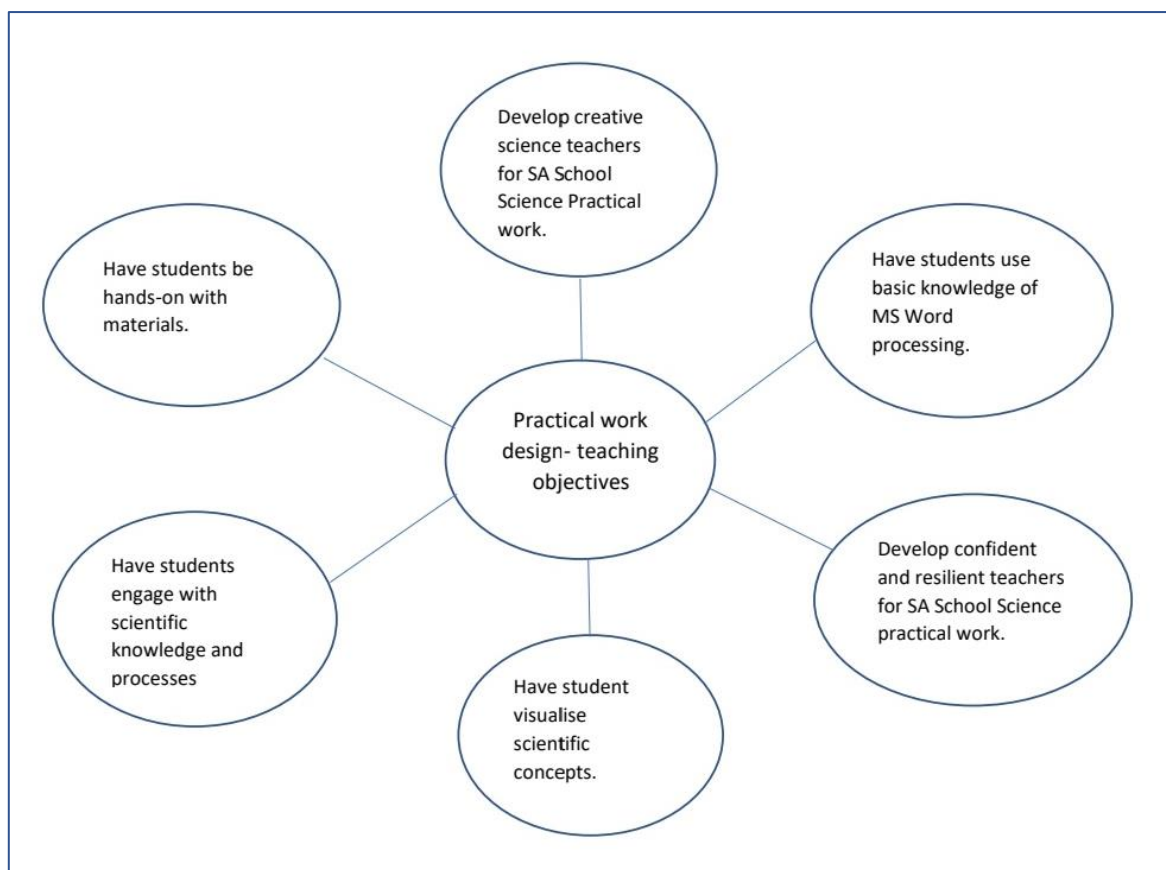 Develop creative
science teachers
for SA School
Science Practical
work.
Have students be
hands-on with
materials.
Have students use
basic knowledge of
MS Word
processing.
Practical work
design- teaching
objectives
Have students
engage with
scientific
knowledge and
processes
Develop confident
and resilient teachers
for SA School Science
practical work.
Have student
visualise
scientific
concepts.